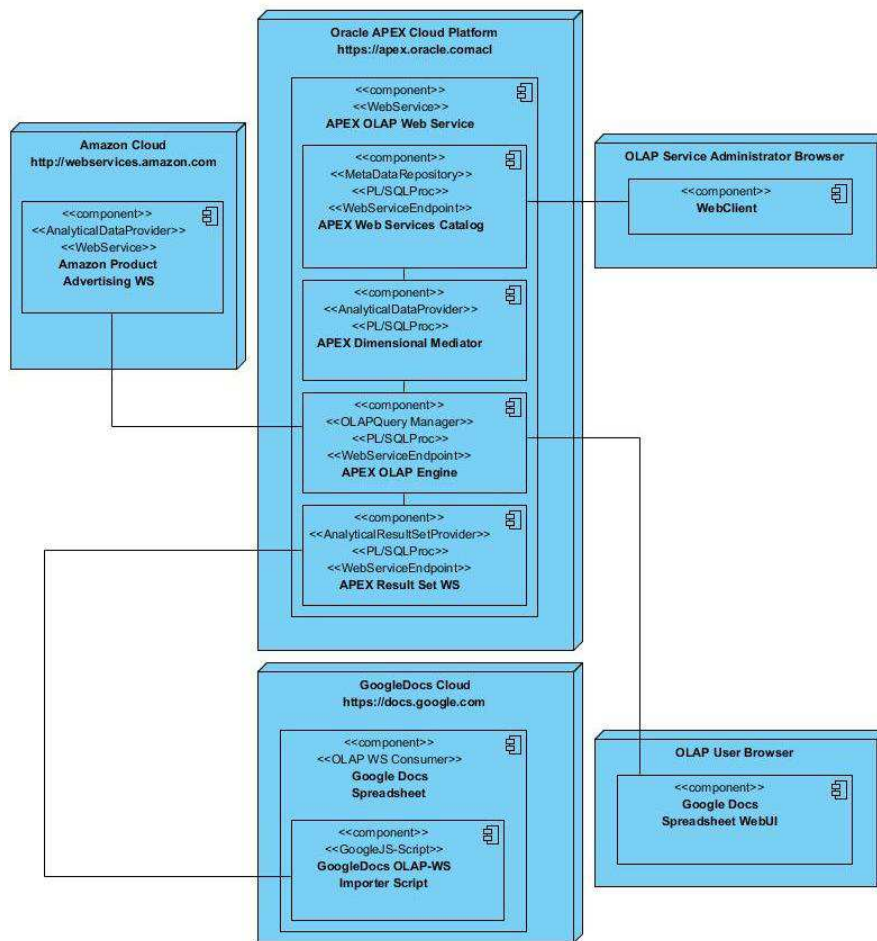 Oracle APEX Cloud Platform
https://apex.oracle.comacl
<<component>>
<<WebService>>
APEX OLAP Web Service
<<component>>
<<MetaDataRepository>>
<<PL/SQLProc>>
<<WebServiceEndpoint>>
APEX Web Services Catalog
<<component>>
<<AnalyticalDataProvider>>
<<PL/SQLProc>>
APEX Dimensional Mediator
<<component>>
<<OLAPQuery Manager>>
<<PL/SQLProc>>
<<WebServiceEndpoint>>
APEX OLAP Engine
<<component>>
<<AnalyticalResultSetProvider>>
<<PL/SQLProc>>
<<WebServiceEndpoint>>
APEX Result Set WS
Amazon Cloud
http://webservices.amazon.com
<<component>>
<<AnalyticalDataProvider>>
<<WebService>>
Amazon Product
Advertising WS
OLAP Service Administrator Browser
<<component>>
WebClient
GoogleDocs Cloud
https://docs.google.com
<<component>>
<<OLAP WS Consumer>>
Google Docs
Spreadsheet
<<component>>
<<GoogleJS-Script>>
GoogleDocs OLAP-WS
Importer Script
OLAP User Browser
<<component>>
Google Docs
Spreadsheet WebUI